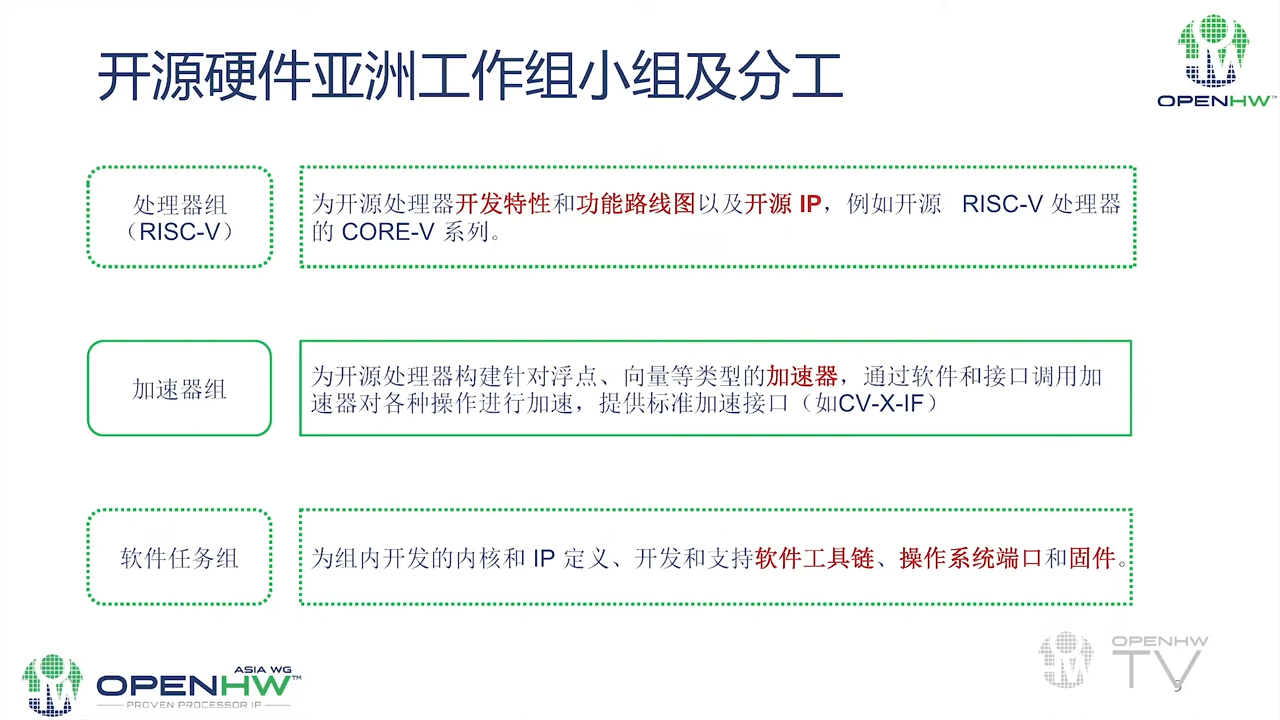 开源硬件亚洲工作组小组及分工
OPENHW™
处理器组
（RISC-V）
为开源处理器开发特性和功能路线图以及开源 IP，例如开源 RISC-V 处理器
的 CORE-V 系列。
加速器组
为开源处理器构建针对浮点、向量等类型的加速器，通过软件和接口调用加
速器对各种操作进行加速，提供标准加速接口（如CV-X-IF）
软件任务组
为组内开发的内核和 IP 定义、开发和支持软件工具链、操作系统端口和固件。
ASIA WG
OPENHW™
PROVEN PROCESSOR IP
OPENHW
TV
9